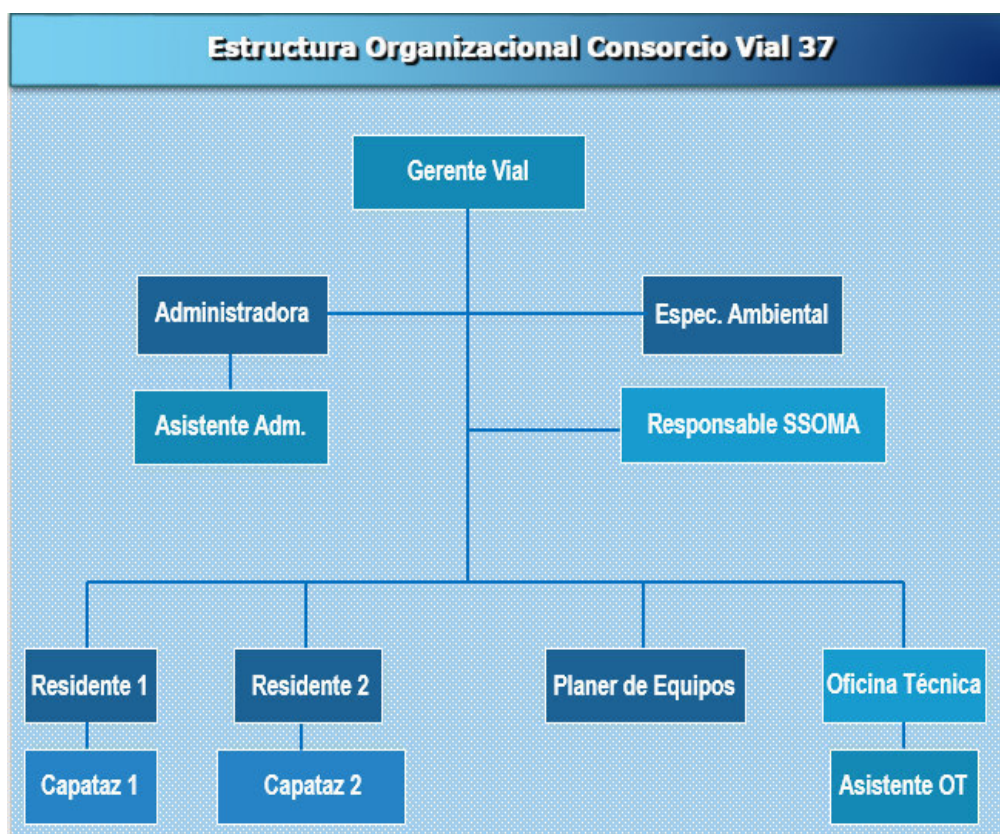 Estructura Organizacional Consorcio Vial 37
Gerente Vial
Administradora
Espec. Ambiental
Asistente Adm.
Responsable SSOMA
Residente 1
Residente 2
Planer de Equipos
Oficina Técnica
Capataz 1
Capataz 2
Asistente OT